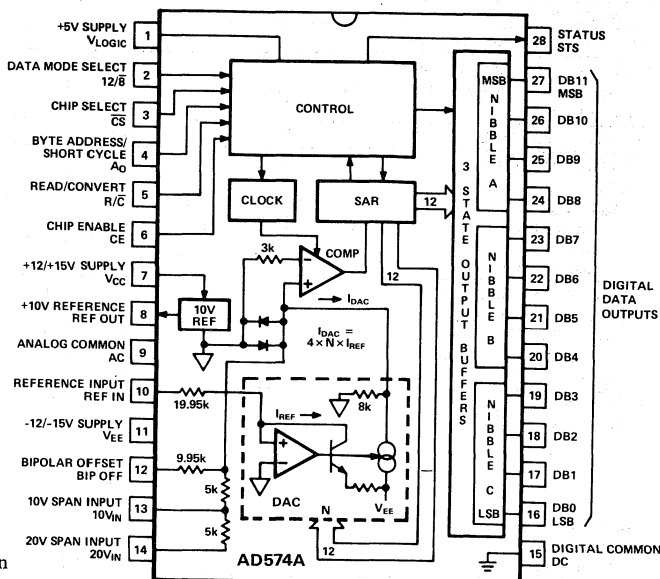 +5V SUPPLY
VLOGIC
1
DATA MODE SELECT
12/8̅
2
CHIP SELECT
C̅S̅
3
BYTE ADDRESS/
SHORT CYCLE
AO
4
READ/CONVERT
R/C̅
5
CHIP ENABLE
CE
6
+12/+15V SUPPLY
VCC
7
+10V REFERENCE
REF OUT
8
ANALOG COMMON
AC
9
REFERENCE INPUT
REF IN
10
-12/-15V SUPPLY
VEE
11
BIPOLAR OFFSET
BIP OFF
12
10V SPAN INPUT
10VIN
13
20V SPAN INPUT
20VIN
14
CONTROL
CLOCK
SAR
12
3k
COMP
12
10V
REF
IDAC
IDAC =
4 × N × IREF
19.95k
8k
IREF
9.95k
5k
5k
DAC
N
VEE
12
AD574A
3 STATE OUTPUT BUFFERS
MSB
NIBBLE A
NIBBLE B
NIBBLE C
LSB
28
STATUS
STS
27
DB11
MSB
26
DB10
25
DB9
24
DB8
23
DB7
22
DB6
21
DB5
20
DB4
19
DB3
18
DB2
17
DB1
16
DB0
LSB
15
DIGITAL COMMON
DC
DIGITAL
DATA
OUTPUTS
n